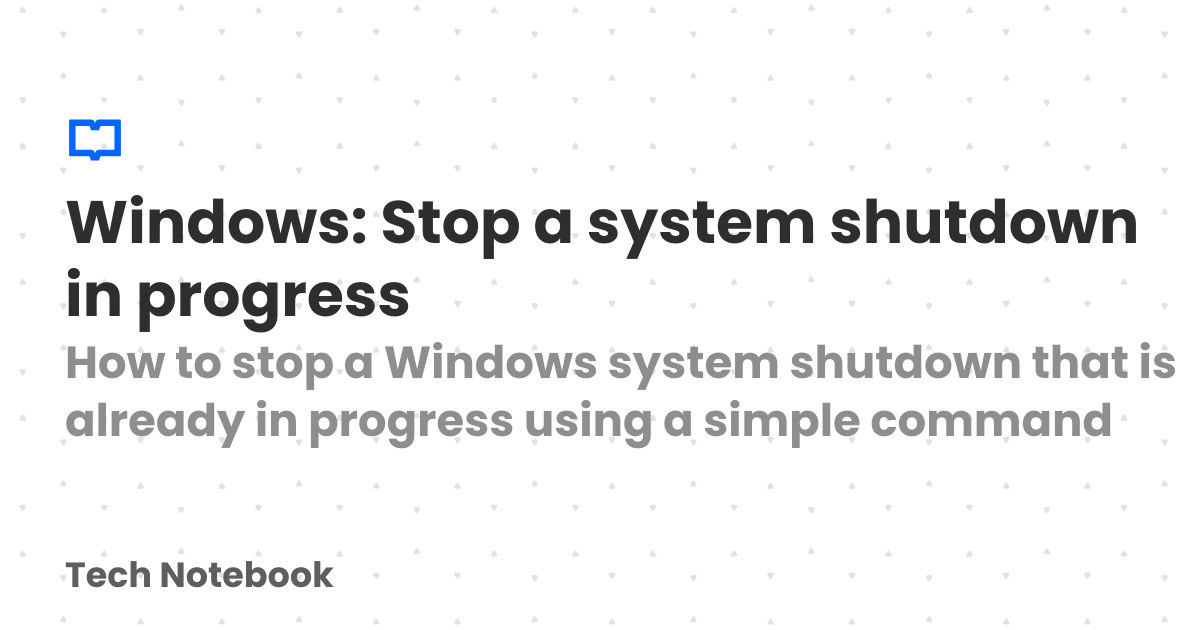 Windows: Stop a system shutdown
in progress
How to stop a Windows system shutdown that is
already in progress using a simple command
Tech Notebook